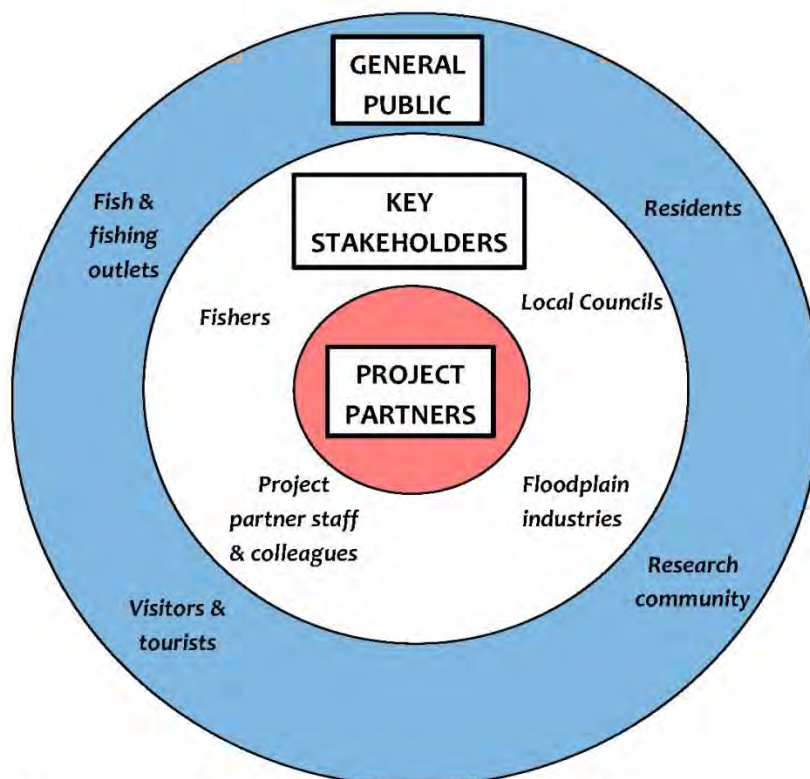 GENERAL
PUBLIC
KEY
STAKEHOLDERS
Fish &
fishing
outlets
Residents
Fishers
Local Councils
PROJECT
PARTNERS
Project
partner staff
& colleagues
Floodplain
industries
Visitors &
tourists
Research
community